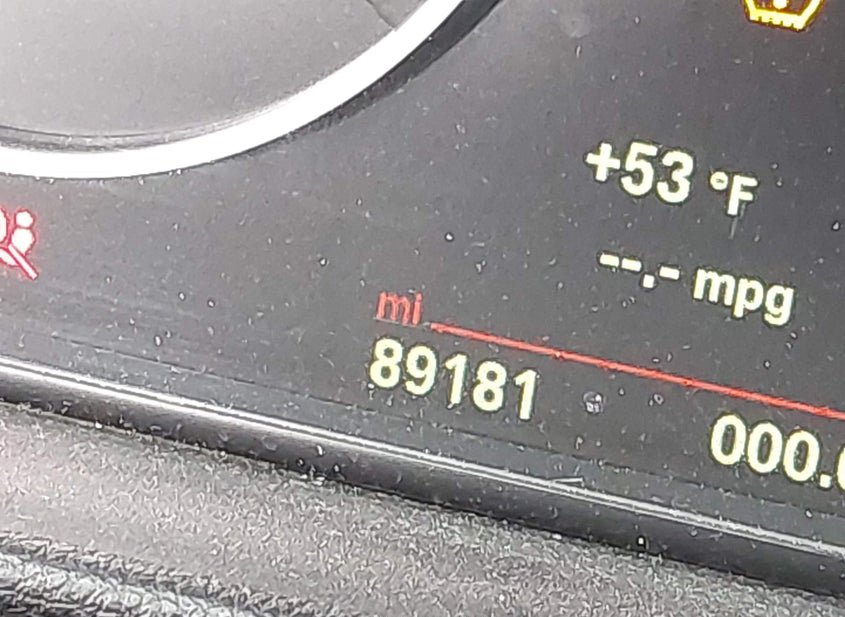 +53 °F
--.- mpg
mi
89181
000.